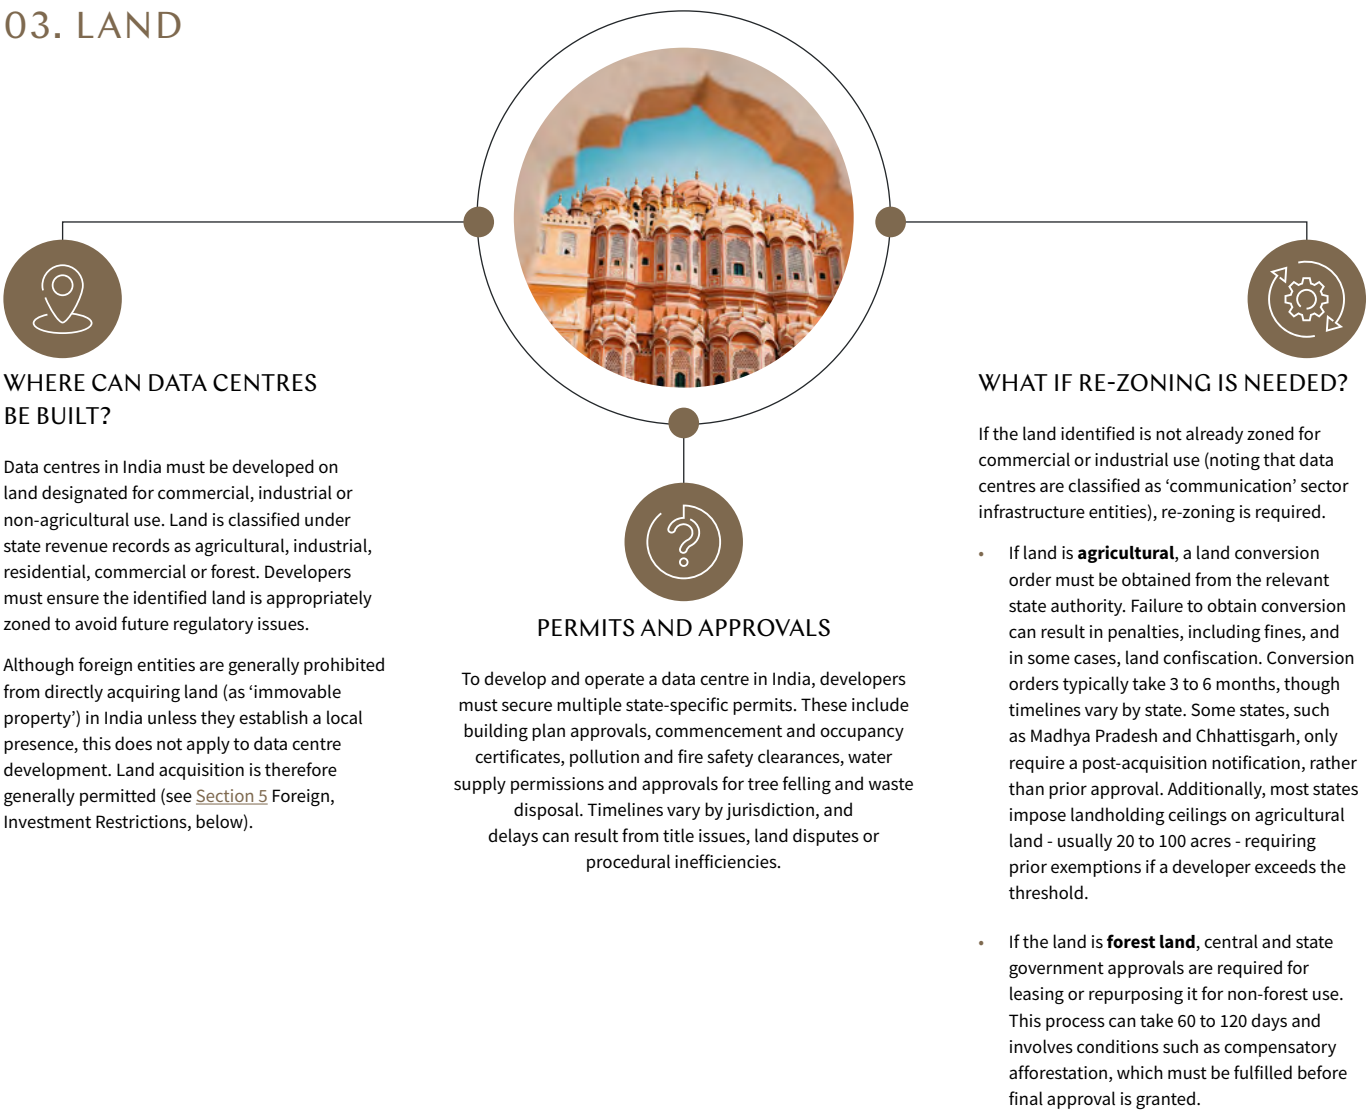 03. LAND
WHERE CAN DATA CENTRES
BE BUILT?
Data centres in India must be developed on
land designated for commercial, industrial or
non-agricultural use. Land is classified under
state revenue records as agricultural, industrial,
residential, commercial or forest. Developers
must ensure the identified land is appropriately
zoned to avoid future regulatory issues.
Although foreign entities are generally prohibited
from directly acquiring land (as ‘immovable
property’) in India unless they establish a local
presence, this does not apply to data centre
development. Land acquisition is therefore
generally permitted (see Section 5 Foreign,
Investment Restrictions, below).
PERMITS AND APPROVALS
To develop and operate a data centre in India, developers
must secure multiple state-specific permits. These include
building plan approvals, commencement and occupancy
certificates, pollution and fire safety clearances, water
supply permissions and approvals for tree felling and waste
disposal. Timelines vary by jurisdiction, and
delays can result from title issues, land disputes or
procedural inefficiencies.
WHAT IF RE-ZONING IS NEEDED?
If the land identified is not already zoned for
commercial or industrial use (noting that data
centres are classified as ‘communication’ sector
infrastructure entities), re-zoning is required.
• If land is agricultural, a land conversion
order must be obtained from the relevant
state authority. Failure to obtain conversion
can result in penalties, including fines, and
in some cases, land confiscation. Conversion
orders typically take 3 to 6 months, though
timelines vary by state. Some states, such
as Madhya Pradesh and Chhattisgarh, only
require a post-acquisition notification, rather
than prior approval. Additionally, most states
impose landholding ceilings on agricultural
land - usually 20 to 100 acres - requiring
prior exemptions if a developer exceeds the
threshold.
• If the land is forest land, central and state
government approvals are required for
leasing or repurposing it for non-forest use.
This process can take 60 to 120 days and
involves conditions such as compensatory
afforestation, which must be fulfilled before
final approval is granted.